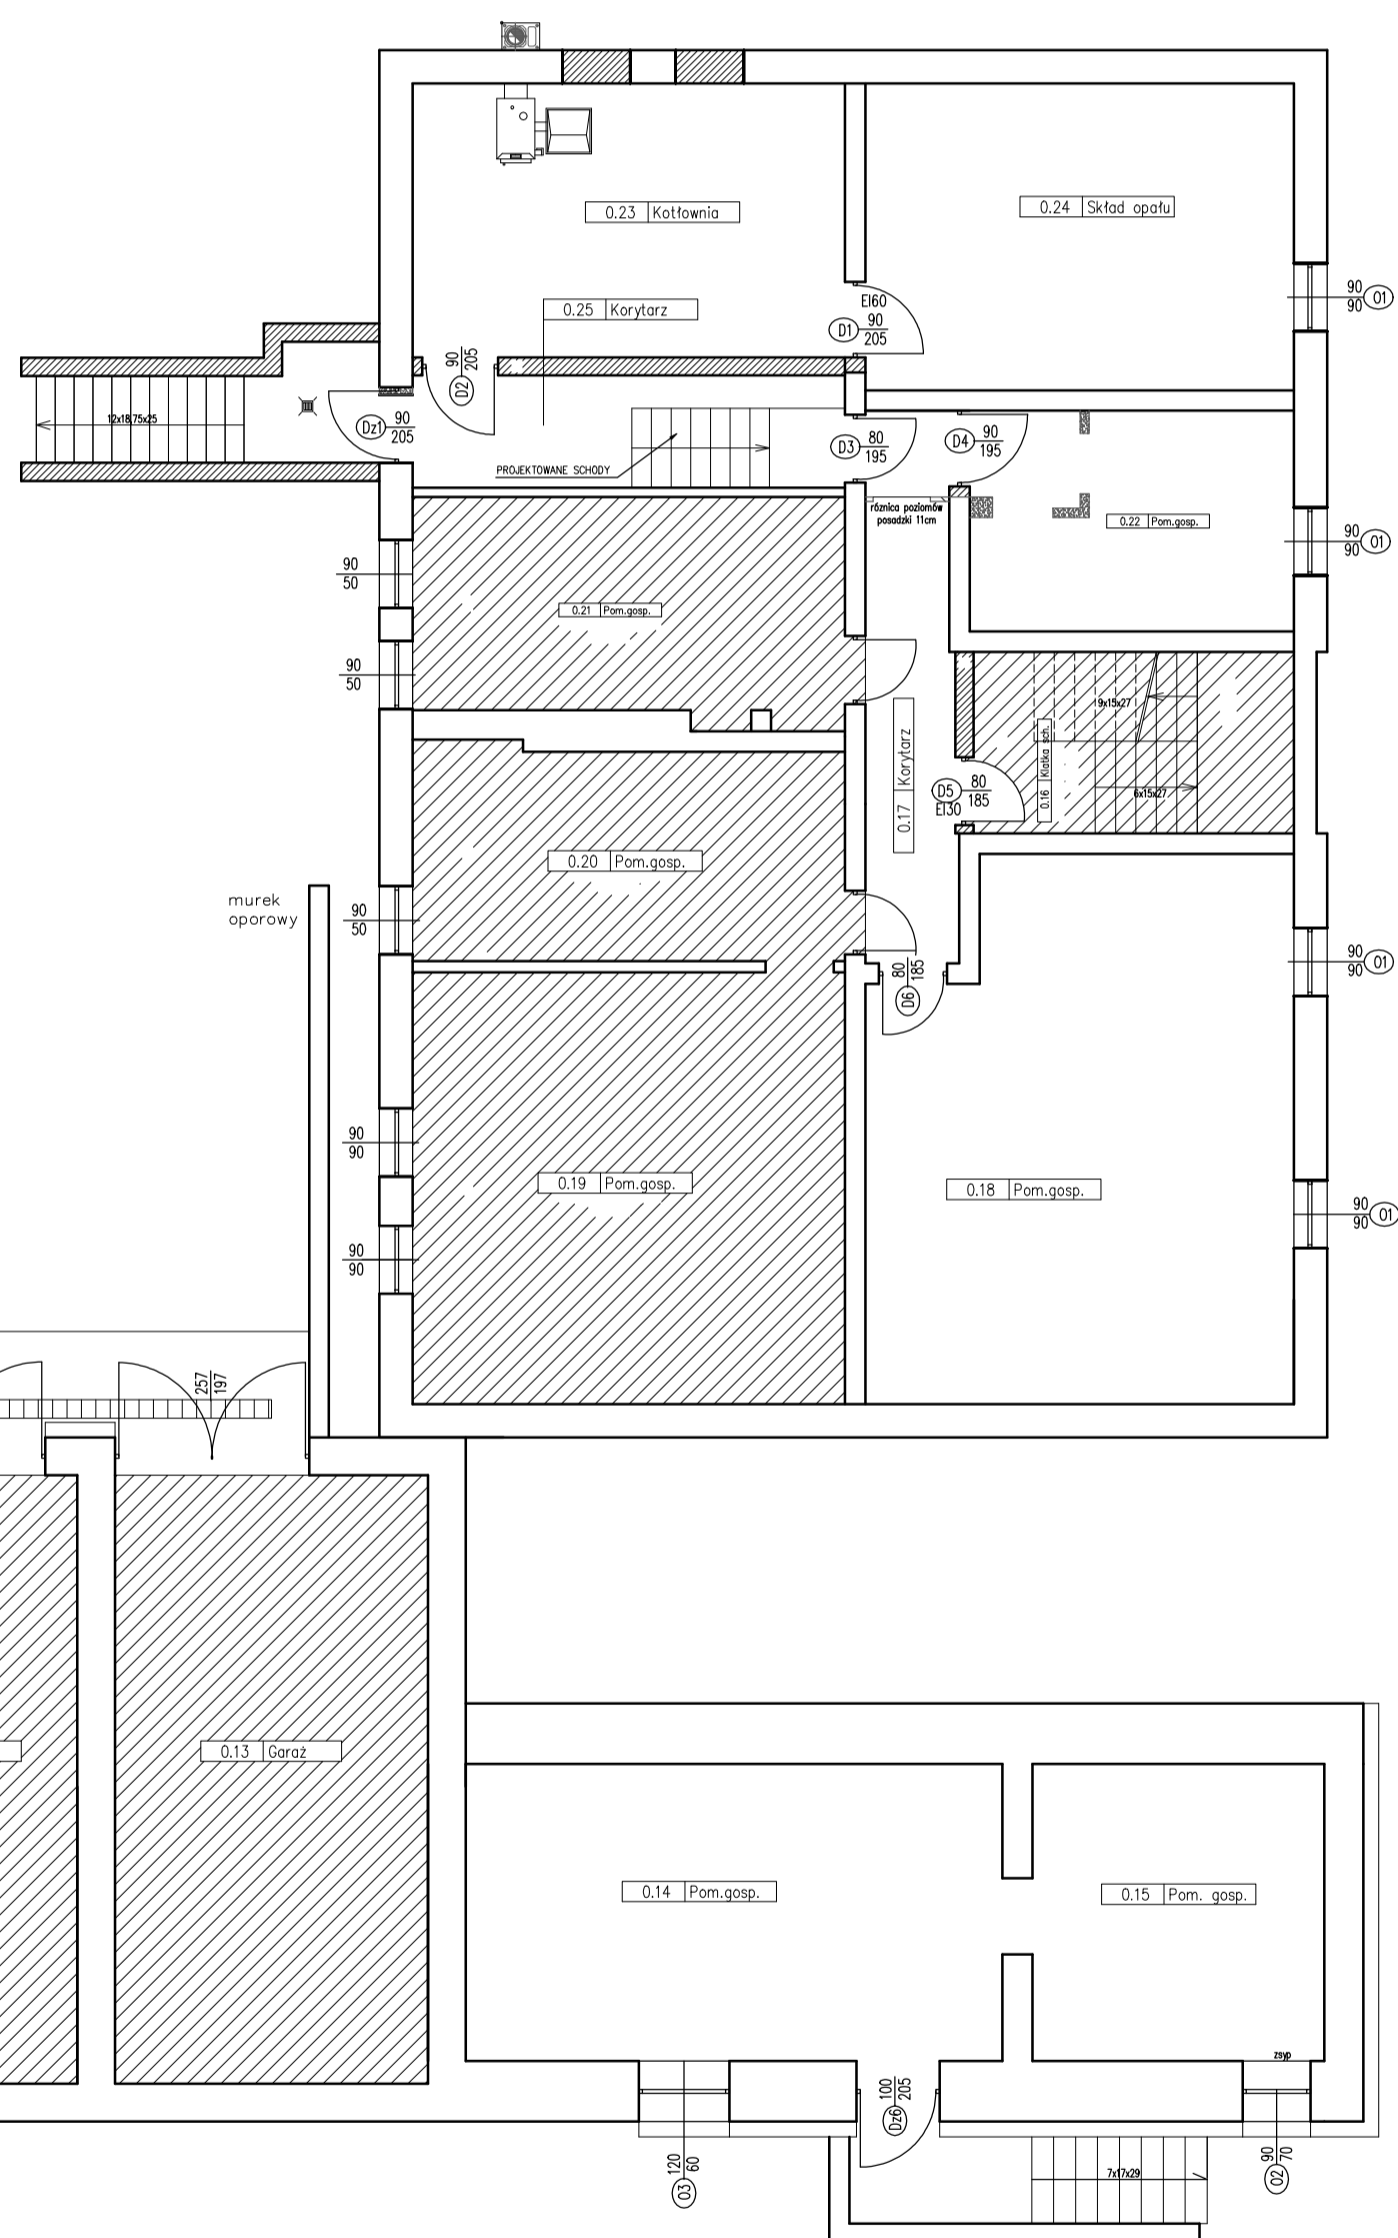 0.23 Kotłownia
0.24 Skład opału
90
90 O1
0.25 Korytarz
EI60
D1 90
205
90
205
D2
12x18,75x25
Dz1 90
205
D3 80
195
D4 90
195
PROJEKTOWANE SCHODY
róznica poziomów
posadzki 11cm
0.22 Pom.gosp.
90
90 O1
90
50
0.21 Pom.gosp.
90
50
0.17 Korytarz
9x15x27
0.16 Klatka sch.
D5 80
185
EI30
6x15x27
0.20 Pom.gosp.
murek
oporowy
90
50
80
185
D6
90
90 O1
90
90
0.19 Pom.gosp.
0.18 Pom.gosp.
90
90 O1
90
90
257
197
0.13 Garaż
0.14 Pom.gosp.
0.15 Pom. gosp.
zsyp
100
205
Dz6
120
60
O3
7x17x29
90
70
O2